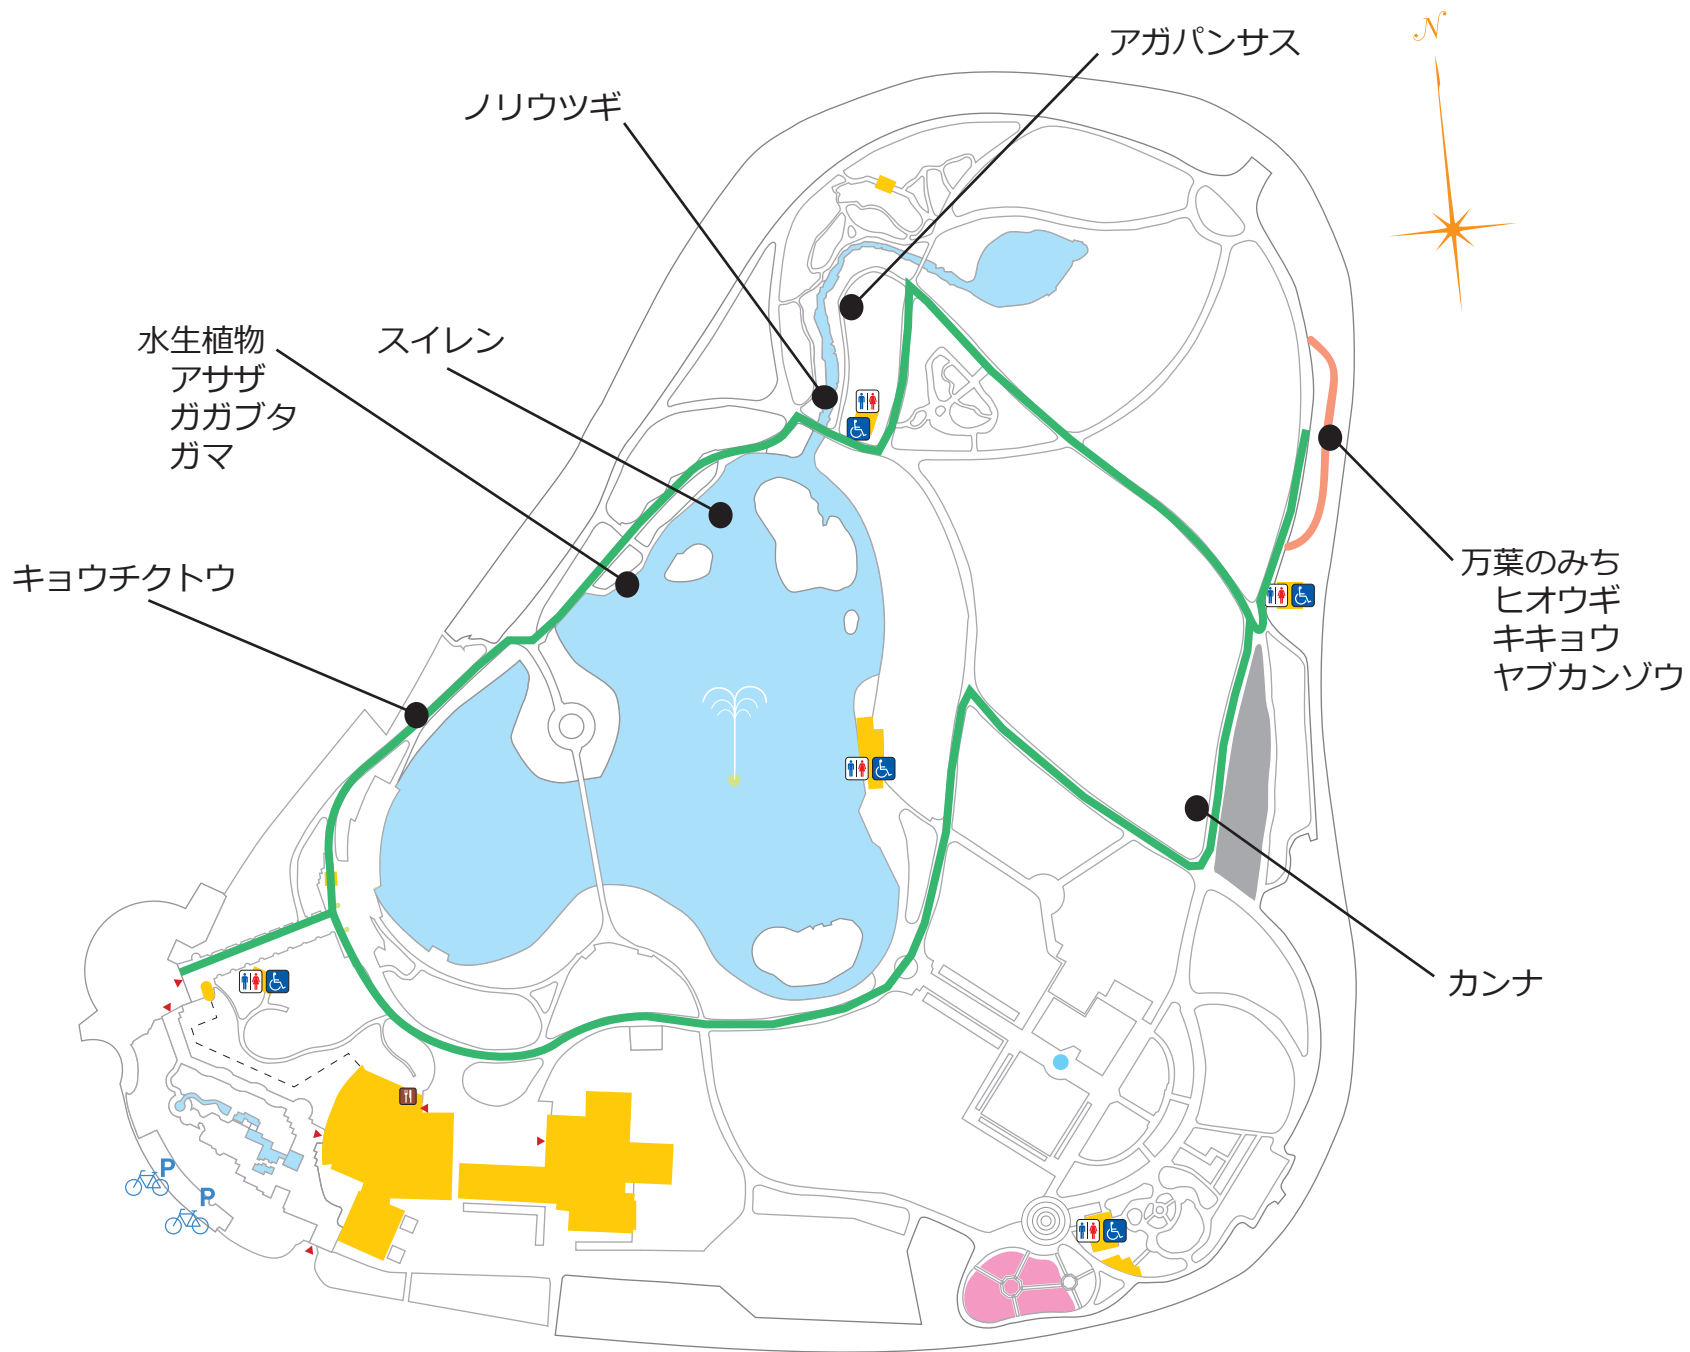 N
アガパンサス
ノリウツギ
水生植物
アサザ
ガガブタ
ガマ
スイレン
キョウチクトウ
万葉のみち
ヒオウギ
キキョウ
ヤブカンゾウ
カンナ
P
P